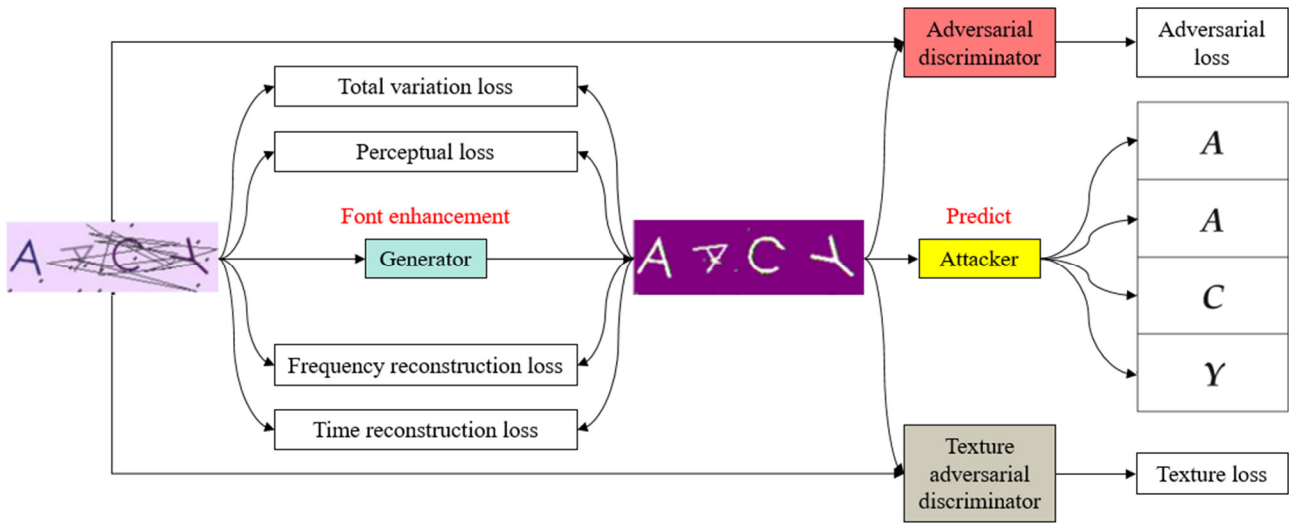 Adversarial
discriminator
Adversarial
loss
Total variation loss
Perceptual loss
Font enhancement
Generator
A C Y
A A C Y
Predict
Attacker
A
A
C
Y
Frequency reconstruction loss
Time reconstruction loss
Texture
adversarial
discriminator
Texture loss